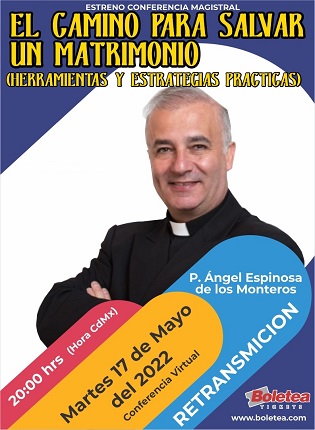 ESTRENO CONFERENCIA MAGISTRAL
EL CAMINO PARA SALVAR
UN MATRIMONIO
(HERRAMIENTAS Y ESTRATEGIAS PRACTICAS)
P. Ángel Espinosa
de los Monteros
20:00 hrs (Hora CdMx)
Martes 17 de Mayo
del 2022
Conferencia Virtual
RETRANSMICION
Boletea
TICKETS
www.boletea.com